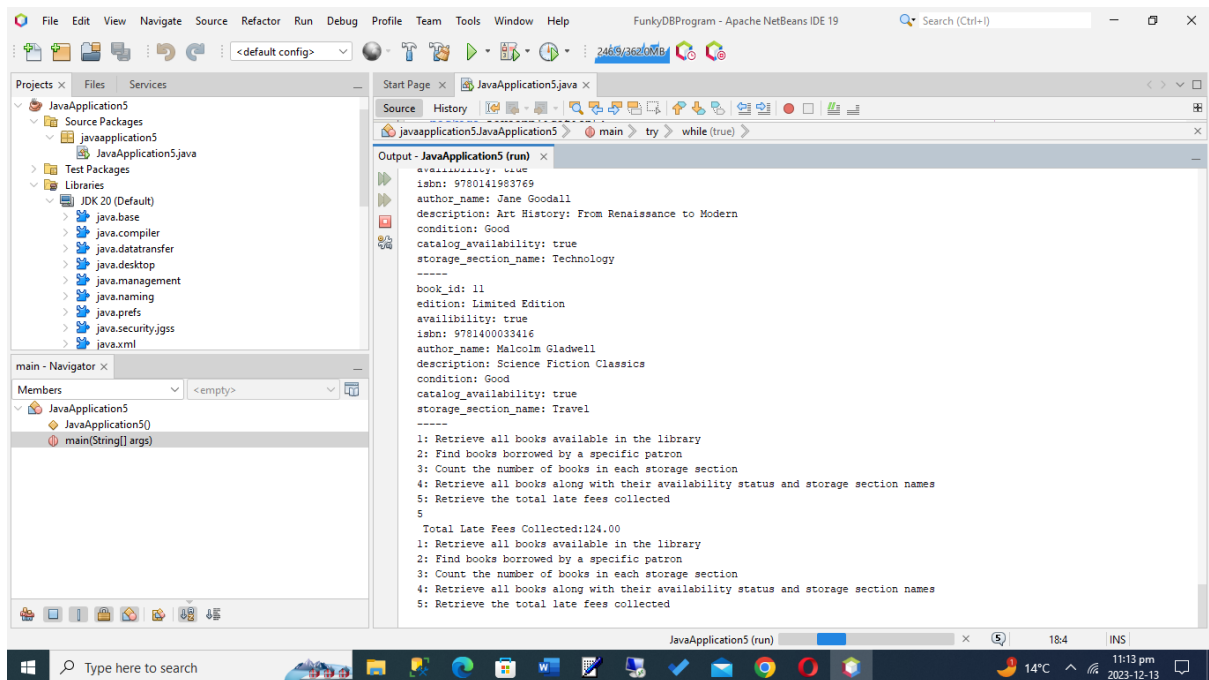 File Edit View Navigate Source Refactor Run Debug Profile Team Tools Window Help FunkyDBProgram - Apache NetBeans IDE 19 Search (Ctrl+I)
<default config> 246.9/362.0MB
Projects Files Services
JavaApplication5
Source Packages
javaapplication5
JavaApplication5.java
Test Packages
Libraries
JDK 20 (Default)
java.base
java.compiler
java.datatransfer
java.desktop
java.management
java.naming
java.prefs
java.security.jgss
java.xml
main - Navigator
Members <empty>
JavaApplication5
JavaApplication5()
main(String[] args)
Start Page JavaApplication5.java
Source History
javaapplication5.JavaApplication5 main try while (true)
Output - JavaApplication5 (run)
availibility: true
isbn: 9780141983769
author_name: Jane Goodall
description: Art History: From Renaissance to Modern
condition: Good
catalog_availability: true
storage_section_name: Technology
-----
book_id: 11
edition: Limited Edition
availibility: true
isbn: 9781400033416
author_name: Malcolm Gladwell
description: Science Fiction Classics
condition: Good
catalog_availability: true
storage_section_name: Travel
-----
1: Retrieve all books available in the library
2: Find books borrowed by a specific patron
3: Count the number of books in each storage section
4: Retrieve all books along with their availability status and storage section names
5: Retrieve the total late fees collected
5
Total Late Fees Collected:124.00
1: Retrieve all books available in the library
2: Find books borrowed by a specific patron
3: Count the number of books in each storage section
4: Retrieve all books along with their availability status and storage section names
5: Retrieve the total late fees collected
JavaApplication5 (run) 5 18:4 INS
Type here to search 14°C 11:13 pm
2023-12-13